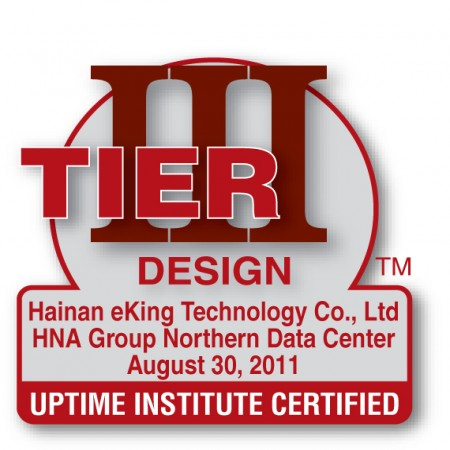 III
TIER
DESIGN
TM
Hainan eKing Technology Co., Ltd
HNA Group Northern Data Center
August 30, 2011
UPTIME INSTITUTE CERTIFIED